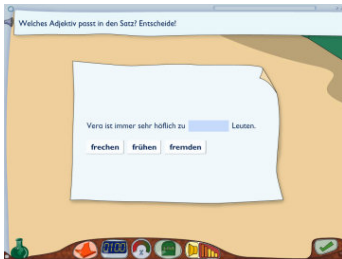 Welches Adjektiv passt in den Satz? Entscheide!
Vera ist immer sehr höflich zu Leuten.
frechen frühen fremden